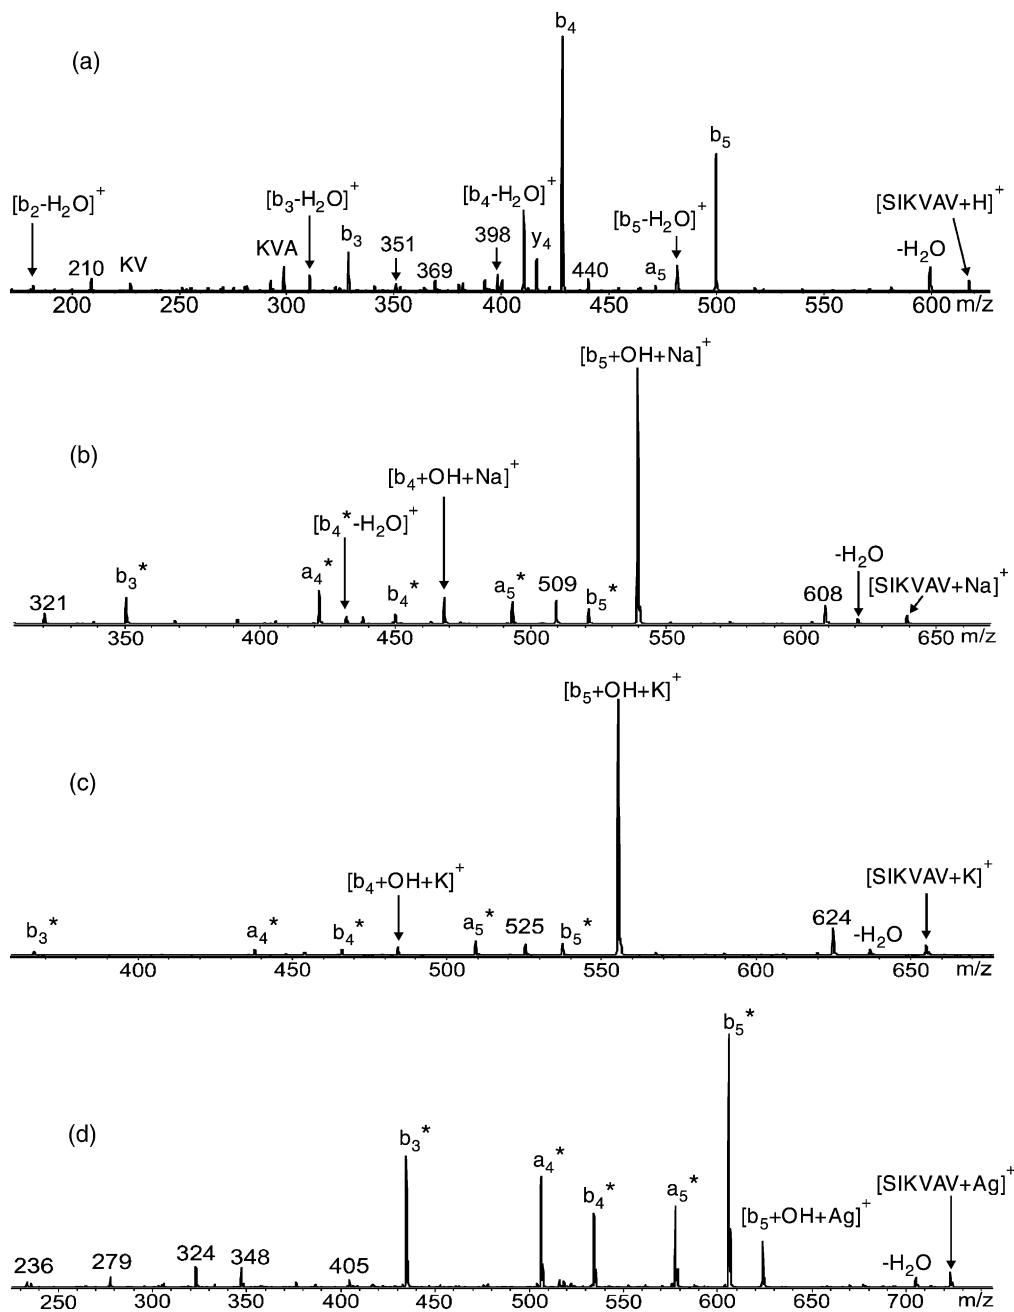 (a)
b4
b5
[b2-H2O]+
210
KV
KVA
[b3-H2O]+
b3
351
369
398
[b4-H2O]+
y4
440
[b5-H2O]+
a5
[SIKVAV+H]+
-H2O
200 250 300 350 400 450 500 550 600 m/z
(b)
[b5+OH+Na]+
[b4+OH+Na]+
[b4*-H2O]+
321
b3*
a4*
b4*
a5*
509
b5*
608
-H2O
[SIKVAV+Na]+
350 400 450 500 550 600 650 m/z
(c)
[b5+OH+K]+
[b4+OH+K]+
b3*
a4*
b4*
a5*
525
b5*
624
-H2O
[SIKVAV+K]+
400 450 500 550 600 650 m/z
(d)
b5*
b3*
a4*
b4*
a5*
[b5+OH+Ag]+
[SIKVAV+Ag]+
236
279
324
348
405
-H2O
250 300 350 400 450 500 550 600 650 700 m/z